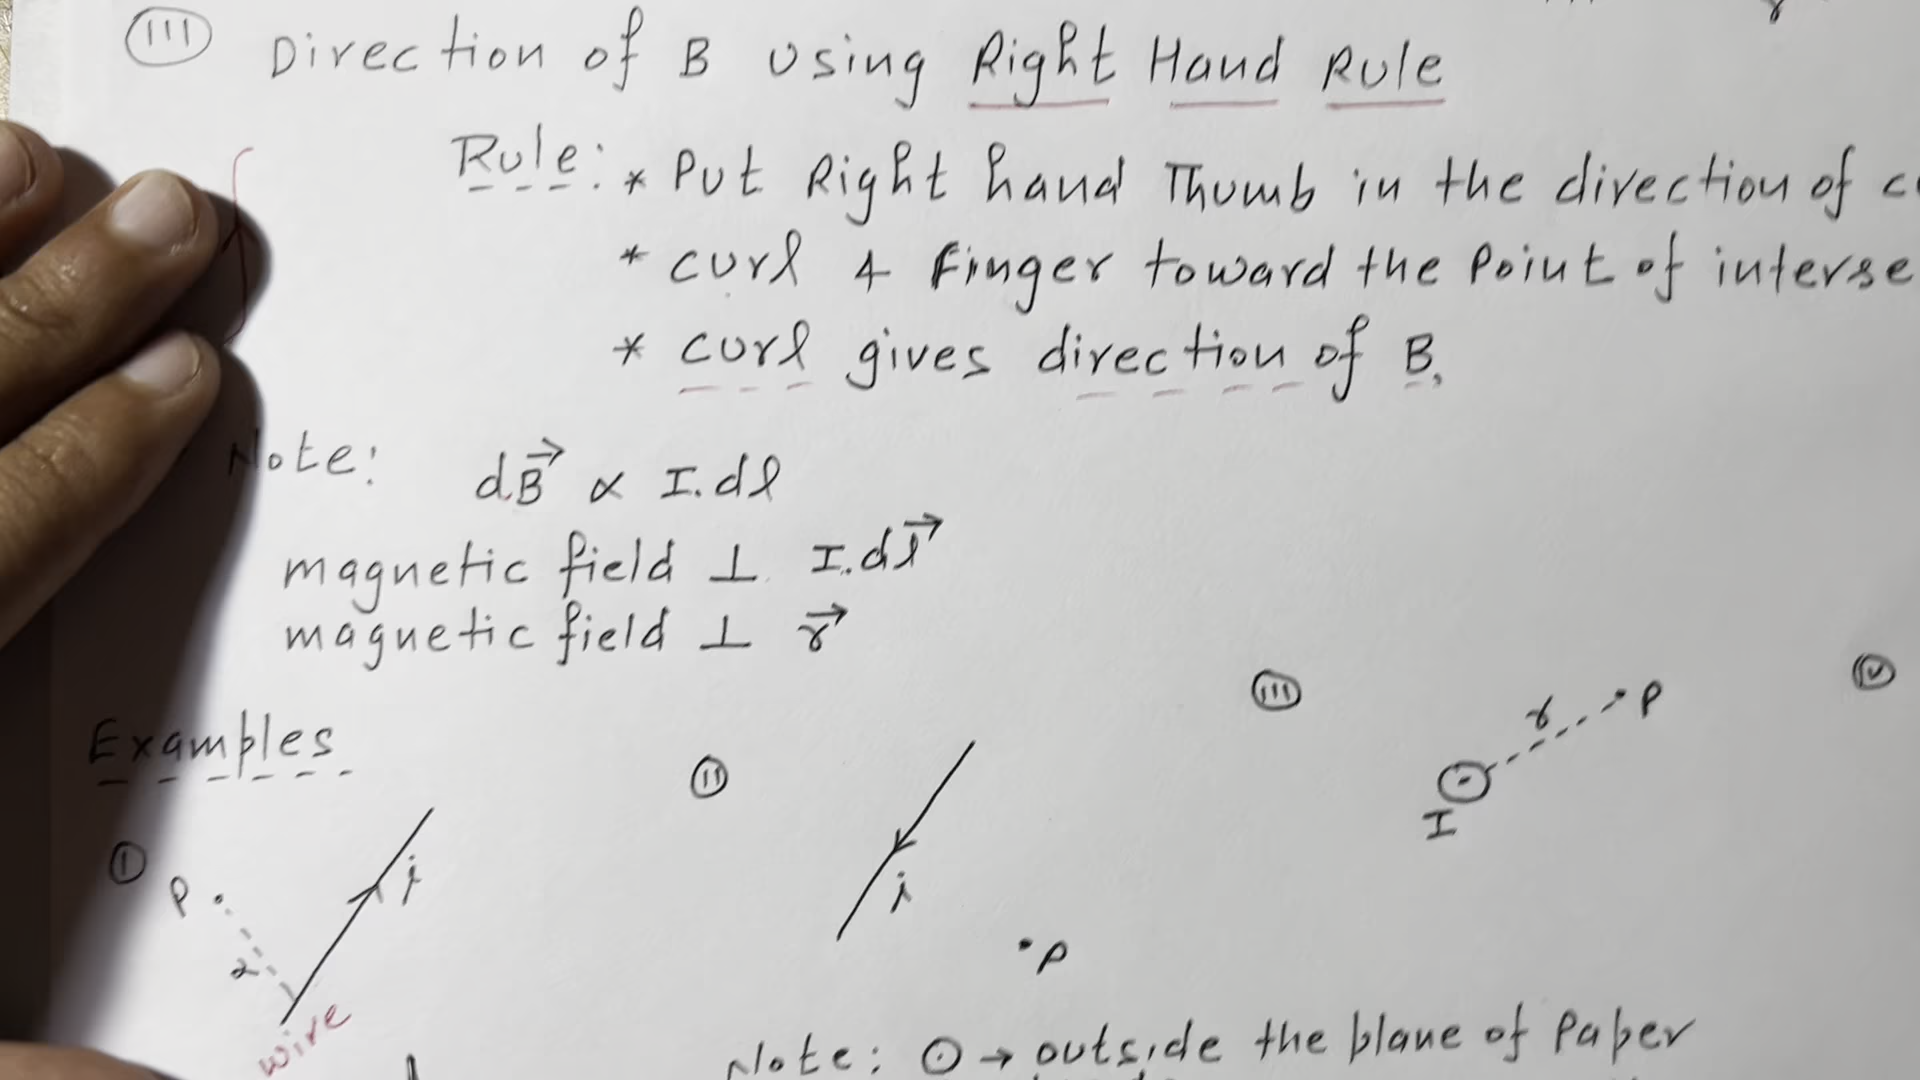 (III) Direction of B using Right Hand Rule
Rule: * Put Right hand Thumb in the direction of
* curl 4 Finger toward the Point of
* curl gives direction of B.
Note: dB⃗ ∝ I.dl
magnetic field ⊥ I.dl⃗
magnetic field ⊥ r⃗
Examples
(I) P i wire
(II) i P
(III) r P I
(IV)
Note: ⊙ → outside the plane of Paper